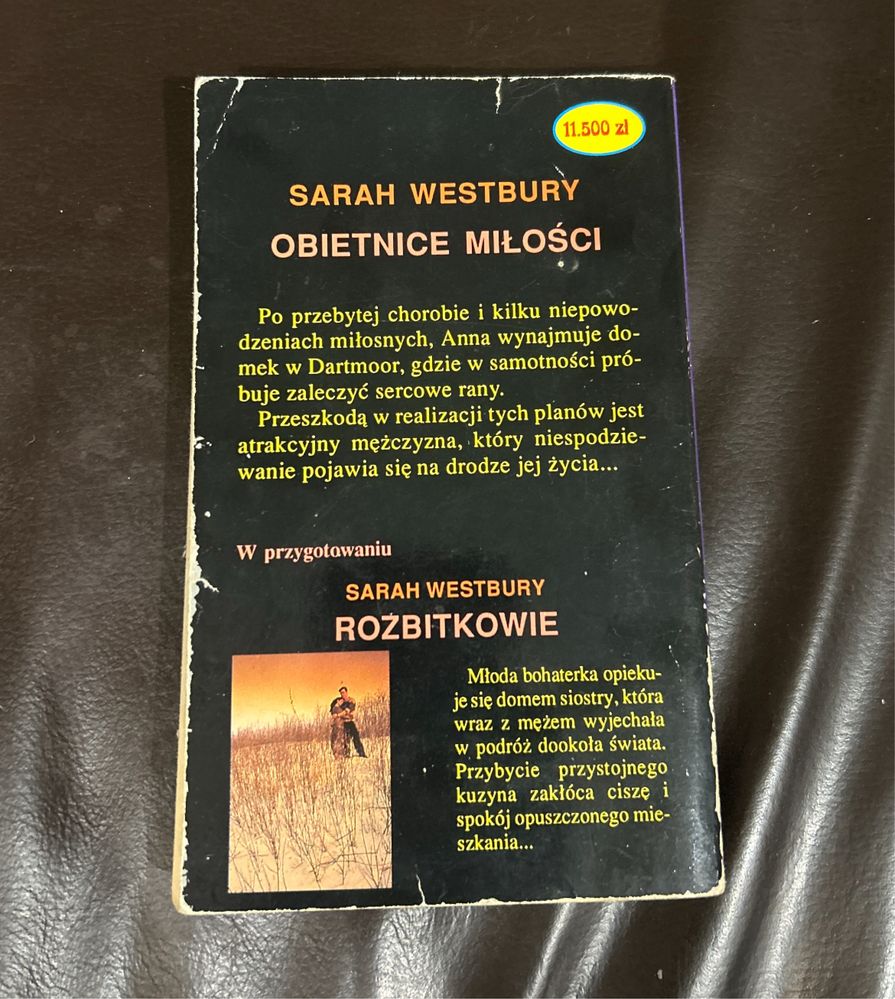 11.500 zł
SARAH WESTBURY
OBIETNICE MIŁOŚCI
Po przebytej chorobie i kilku niepowo-
dzeniach miłosnych, Anna wynajmuje do-
mek w Dartmoor, gdzie w samotności pró-
buje zaleczyć sercowe rany.
Przeszkodą w realizacji tych planów jest
atrakcyjny mężczyzna, który niespodzie-
wanie pojawia się na drodze jej życia...
W przygotowaniu
SARAH WESTBURY
ROZBITKOWIE
Młoda bohaterka opieku-
je się domem siostry, która
wraz z mężem wyjechała
w podróż dookoła świata.
Przybycie przystojnego
kuzyna zakłóca ciszę i
spokój opuszczonego mie-
szkania...